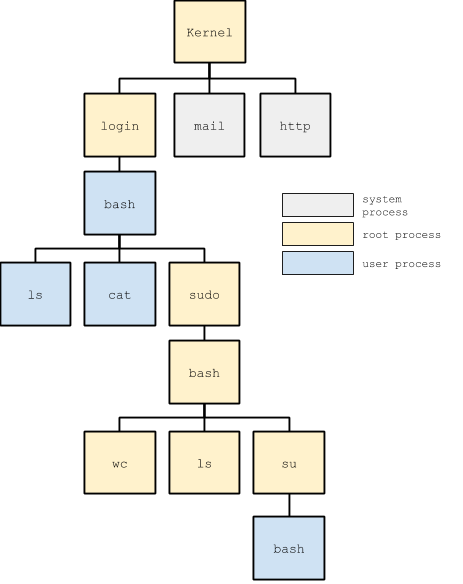 Kernel
login
mail
http
bash
system
process
root process
user process
ls
cat
sudo
bash
wc
ls
su
bash